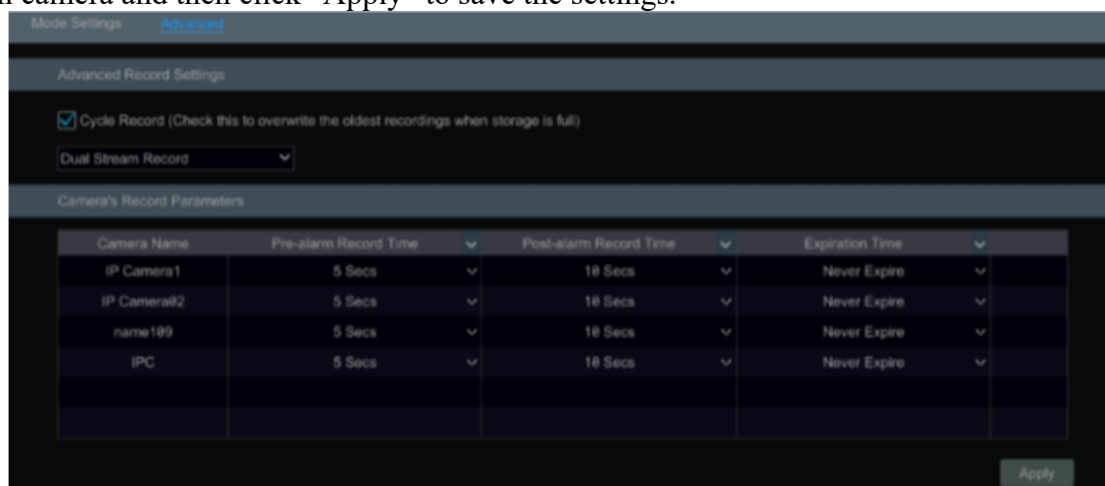 camera and then click "Apply" to save the settings.
Mode Settings Advanced
Advanced Record Settings
Cycle Record (Check this to overwrite the oldest recordings when storage is full)
Dual Stream Record
Camera's Record Parameters
Camera Name Pre-alarm Record Time Post-alarm Record Time Expiration Time
IP Camera1 5 Secs 10 Secs Never Expire
IP Camera02 5 Secs 10 Secs Never Expire
name109 5 Secs 10 Secs Never Expire
IPC 5 Secs 10 Secs Never Expire
Apply